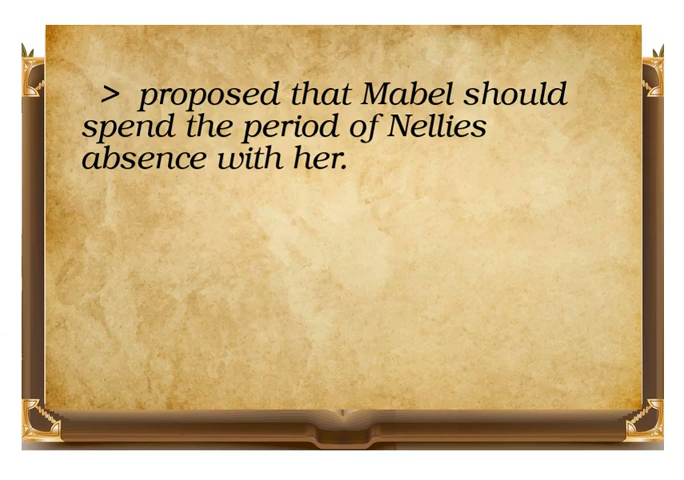 > proposed that Mabel should
spend the period of Nellies
absence with her.